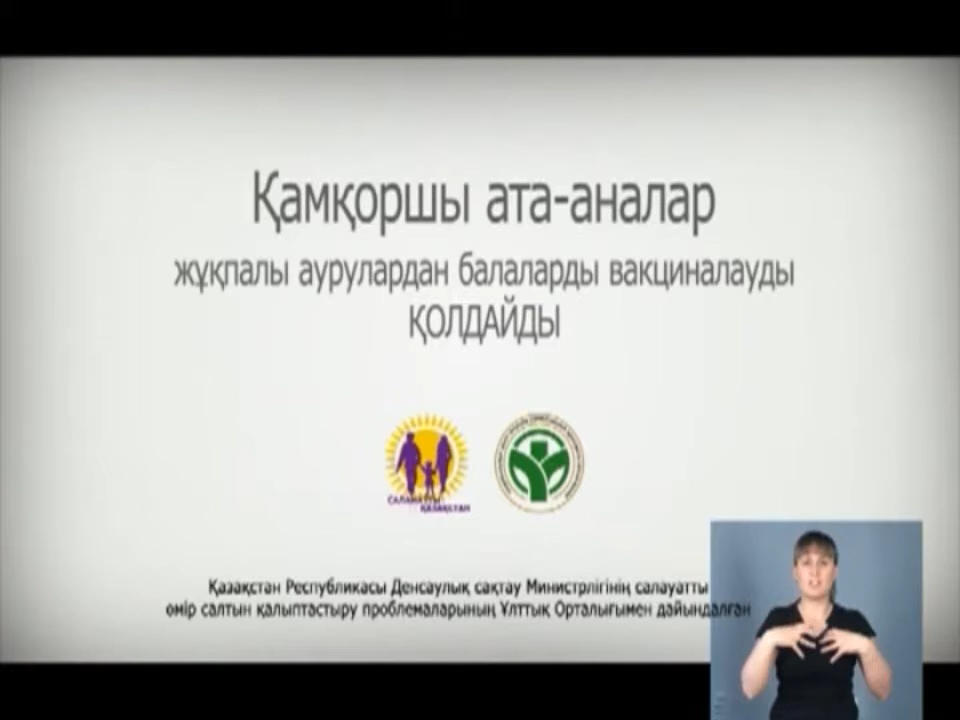 Қамқоршы ата-аналар
жұқпалы аурулардан балаларды вакциналауды
ҚОЛДАЙДЫ
САЛАМАТТЫ
ҚАЗАҚСТАН
Қазақстан Республикасы Денсаулық сақтау Министрлігінің салауатты
өмір салтын қалыптастыру проблемаларының Ұлттық Орталығымен дайындалған